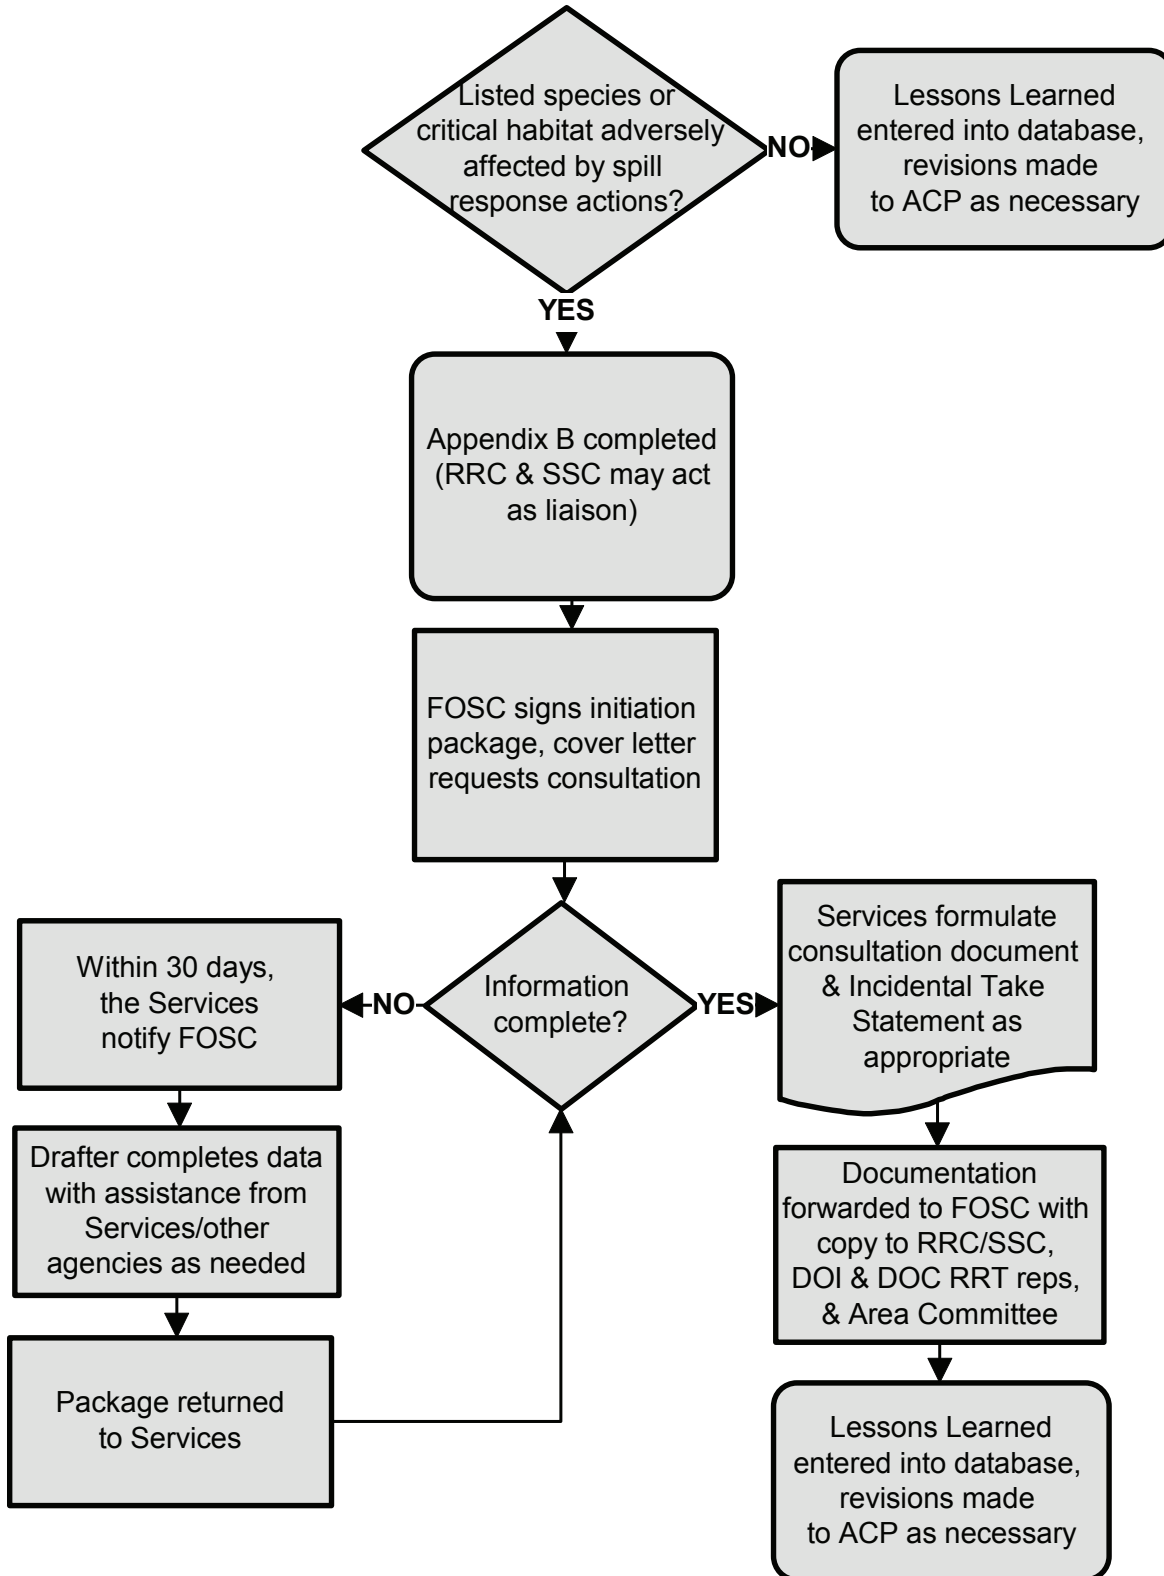 Listed species or
critical habitat adversely
affected by spill
response actions?
NO
Lessons Learned
entered into database,
revisions made
to ACP as necessary
YES
Appendix B completed
(RRC & SSC may act
as liaison)
FOSC signs initiation
package, cover letter
requests consultation
Information
complete?
NO
Within 30 days,
the Services
notify FOSC
Drafter completes data
with assistance from
Services/other
agencies as needed
Package returned
to Services
YES
Services formulate
consultation document
& Incidental Take
Statement as
appropriate
Documentation
forwarded to FOSC with
copy to RRC/SSC,
DOI & DOC RRT reps,
& Area Committee
Lessons Learned
entered into database,
revisions made
to ACP as necessary